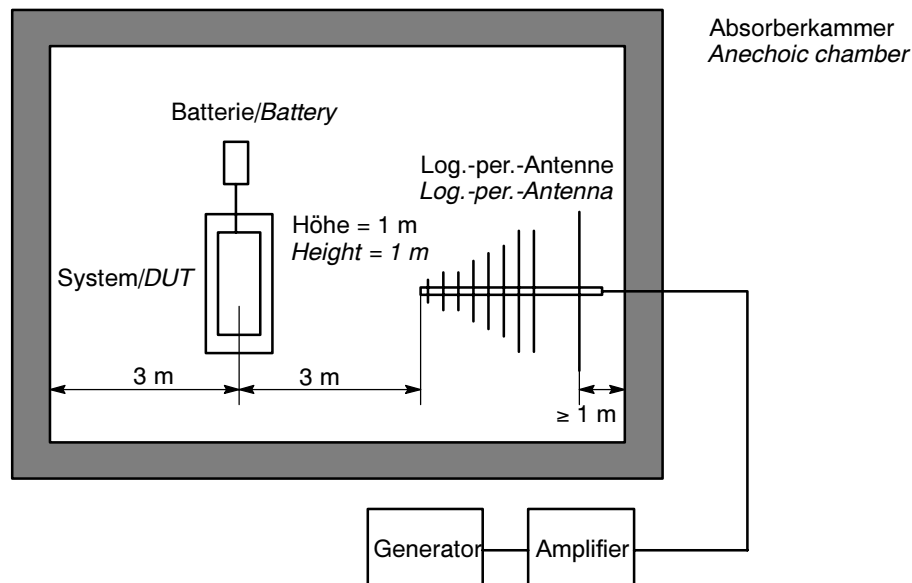 Absorberkammer
Anechoic chamber
Batterie/Battery
Log.-per.-Antenne
Log.-per.-Antenna
Höhe = 1 m
Height = 1 m
System/DUT
3 m
3 m
≥ 1 m
Generator
Amplifier